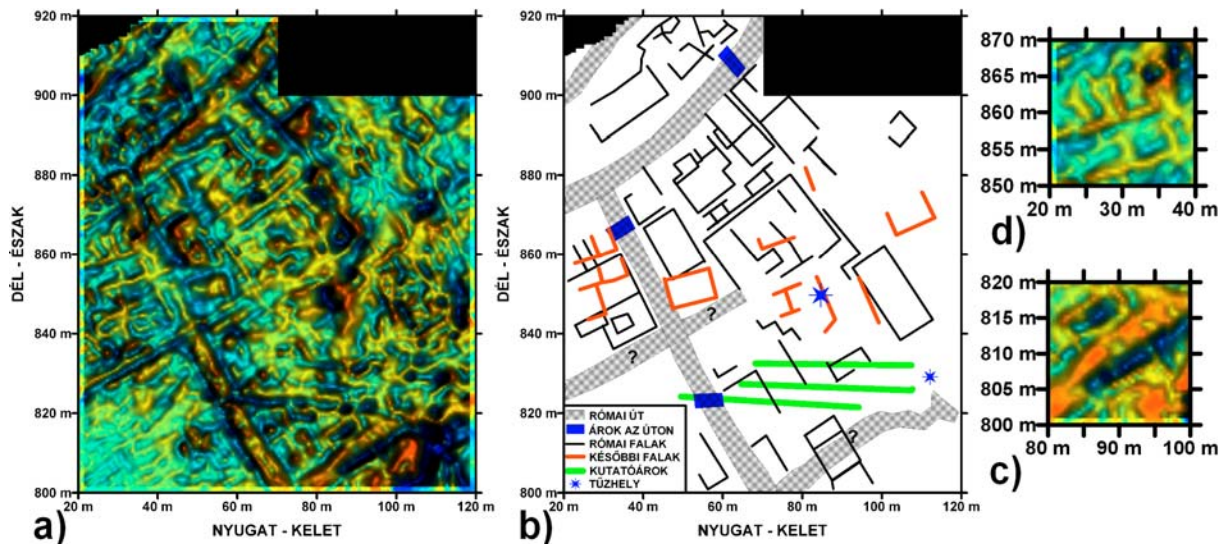 920 m
900 m
880 m
860 m
840 m
820 m
800 m
DÉL - ÉSZAK
20 m 40 m 60 m 80 m 100 m 120 m
NYUGAT - KELET
a)
920 m
900 m
880 m
860 m
840 m
820 m
800 m
DÉL - ÉSZAK
?
?
?
RÓMAI ÚT
ÁROK AZ ÚTON
RÓMAI FALAK
KÉSŐBBI FALAK
KUTATÓÁROK
TŰZHELY
20 m 40 m 60 m 80 m 100 m 120 m
NYUGAT - KELET
b)
870 m
865 m
860 m
855 m
850 m
20 m 30 m 40 m
d)
820 m
815 m
810 m
805 m
800 m
80 m 90 m 100 m
c)